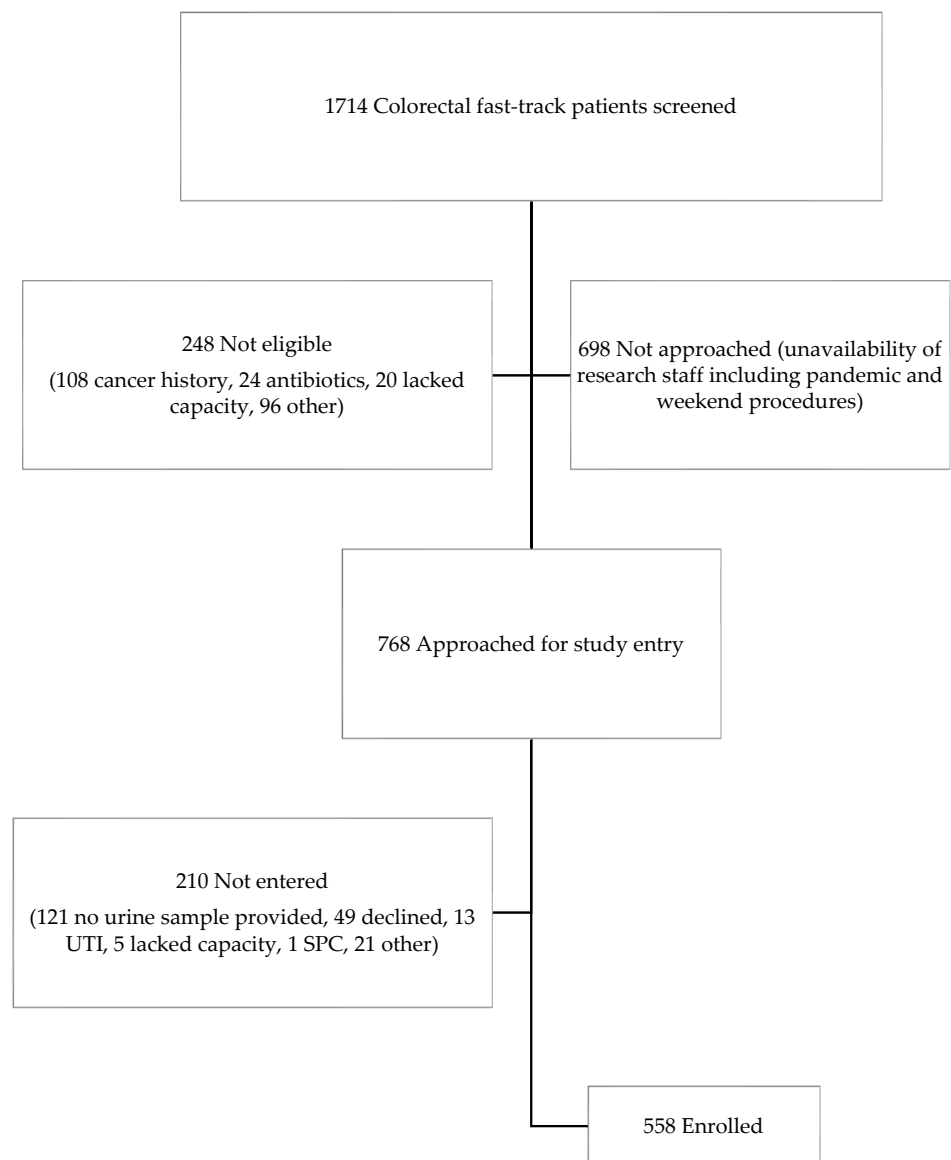 1714 Colorectal fast-track patients screened
248 Not eligible
(108 cancer history, 24 antibiotics, 20 lacked
capacity, 96 other)
698 Not approached (unavailability of
research staff including pandemic and
weekend procedures)
768 Approached for study entry
210 Not entered
(121 no urine sample provided, 49 declined, 13
UTI, 5 lacked capacity, 1 SPC, 21 other)
558 Enrolled